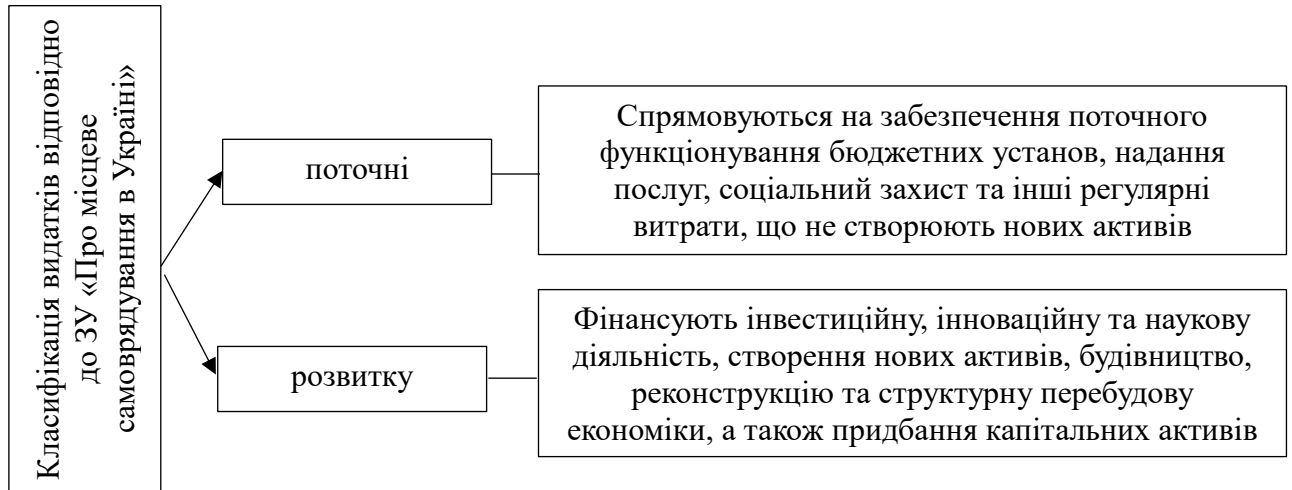 Класифікація видатків відповідно
до ЗУ «Про місцеве
самоврядування в Україні»
поточні
Спрямовуються на забезпечення поточного
функціонування бюджетних установ, надання
послуг, соціальний захист та інші регулярні
витрати, що не створюють нових активів
розвитку
Фінансують інвестиційну, інноваційну та наукову
діяльність, створення нових активів, будівництво,
реконструкцію та структурну перебудову
економіки, а також придбання капітальних активів